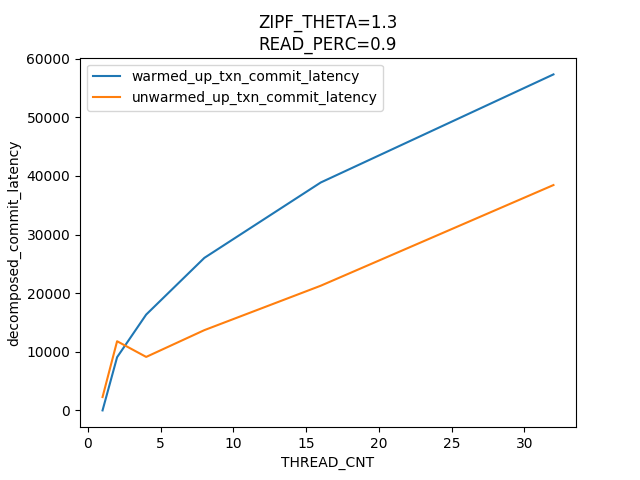 ZIPF_THETA=1.3
READ_PERC=0.9
warmed_up_txn_commit_latency
unwarmed_up_txn_commit_latency
decomposed_commit_latency
60000
50000
40000
30000
20000
10000
0
0 5 10 15 20 25 30
THREAD_CNT